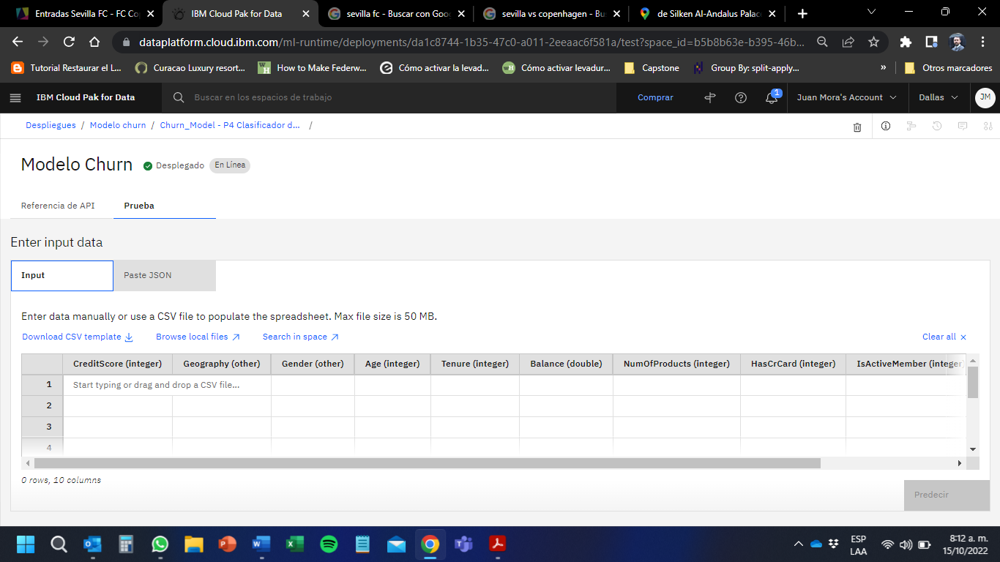 Entradas Sevilla FC - FC Co
IBM Cloud Pak for Data
sevilla fc - Buscar con Goo
sevilla vs copenhagen - Bu
de Silken Al-Andalus Palac
dataplatform.cloud.ibm.com/ml-runtime/deployments/da1c8744-1b35-47c0-a011-2eeaac6f581a/test?space_id=b5b8b63e-b395-46b...
Tutorial Restaurar el L...
Curacao Luxury resort...
How to Make Federw...
Cómo activar la levad...
Cómo activar levadur...
Capstone
Group By: split-apply...
»
Otros marcadores
IBM Cloud Pak for Data
Buscar en los espacios de trabajo
Comprar
1
Juan Mora's Account
Dallas
JM
Despliegues / Modelo churn / Churn_Model - P4 Clasificador d... /
Modelo Churn
Desplegado
En Línea
Referencia de API
Prueba
Enter input data
Input
Paste JSON
Enter data manually or use a CSV file to populate the spreadsheet. Max file size is 50 MB.
Download CSV template
Browse local files
Search in space
Clear all ×
CreditScore (integer) Geography (other) Gender (other) Age (integer) Tenure (integer) Balance (double) NumOfProducts (integer) HasCrCard (integer) IsActiveMember (integer
1 Start typing or drag and drop a CSV file...
2
3
4
0 rows, 10 columns
Predecir
ESP
LAA
8:12 a. m.
15/10/2022